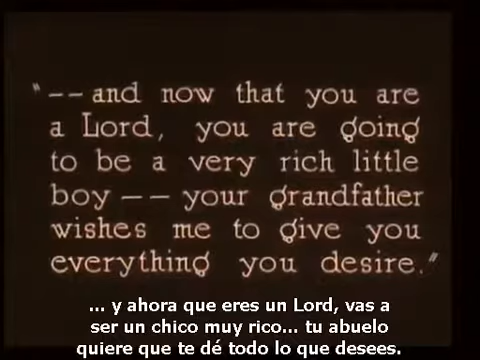 "-- and now that you are
a Lord, you are going
to be a very rich little
boy -- your grandfather
wishes me to give you
everything you desire."
... y ahora que eres un Lord, vas a
ser un chico muy rico... tu abuelo
quiere que te dé todo lo que desees.